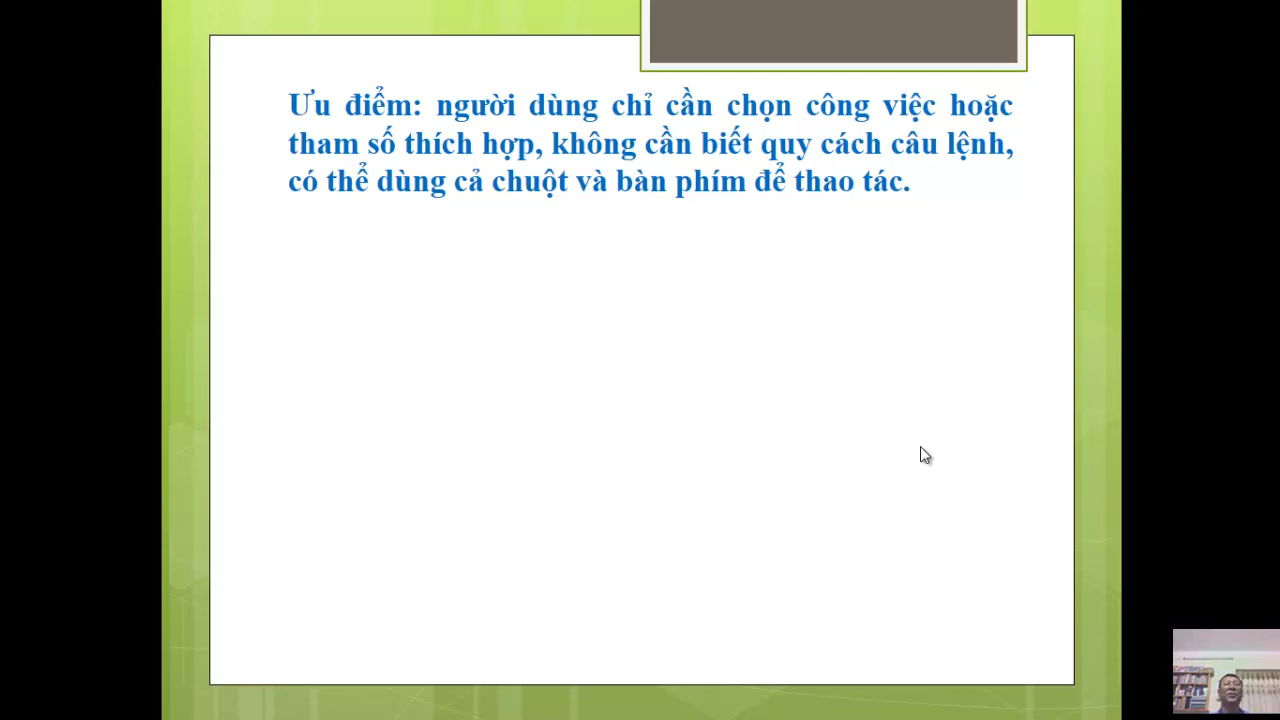 Ưu điểm: người dùng chỉ cần chọn công việc hoặc
tham số thích hợp, không cần biết quy cách câu lệnh,
có thể dùng cả chuột và bàn phím để thao tác.